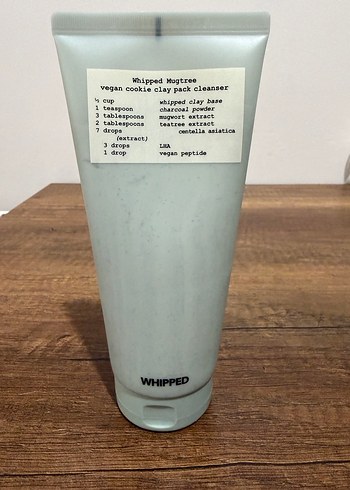 Whipped Mugtree
vegan cookie clay pack cleanser
½ cup whipped clay base
1 teaspoon charcoal powder
3 tablespoons mugwort extract
2 tablespoons teatree extract
7 drops centella asiatica
(extract)
3 drops LHA
1 drop vegan peptide
WHIPPED